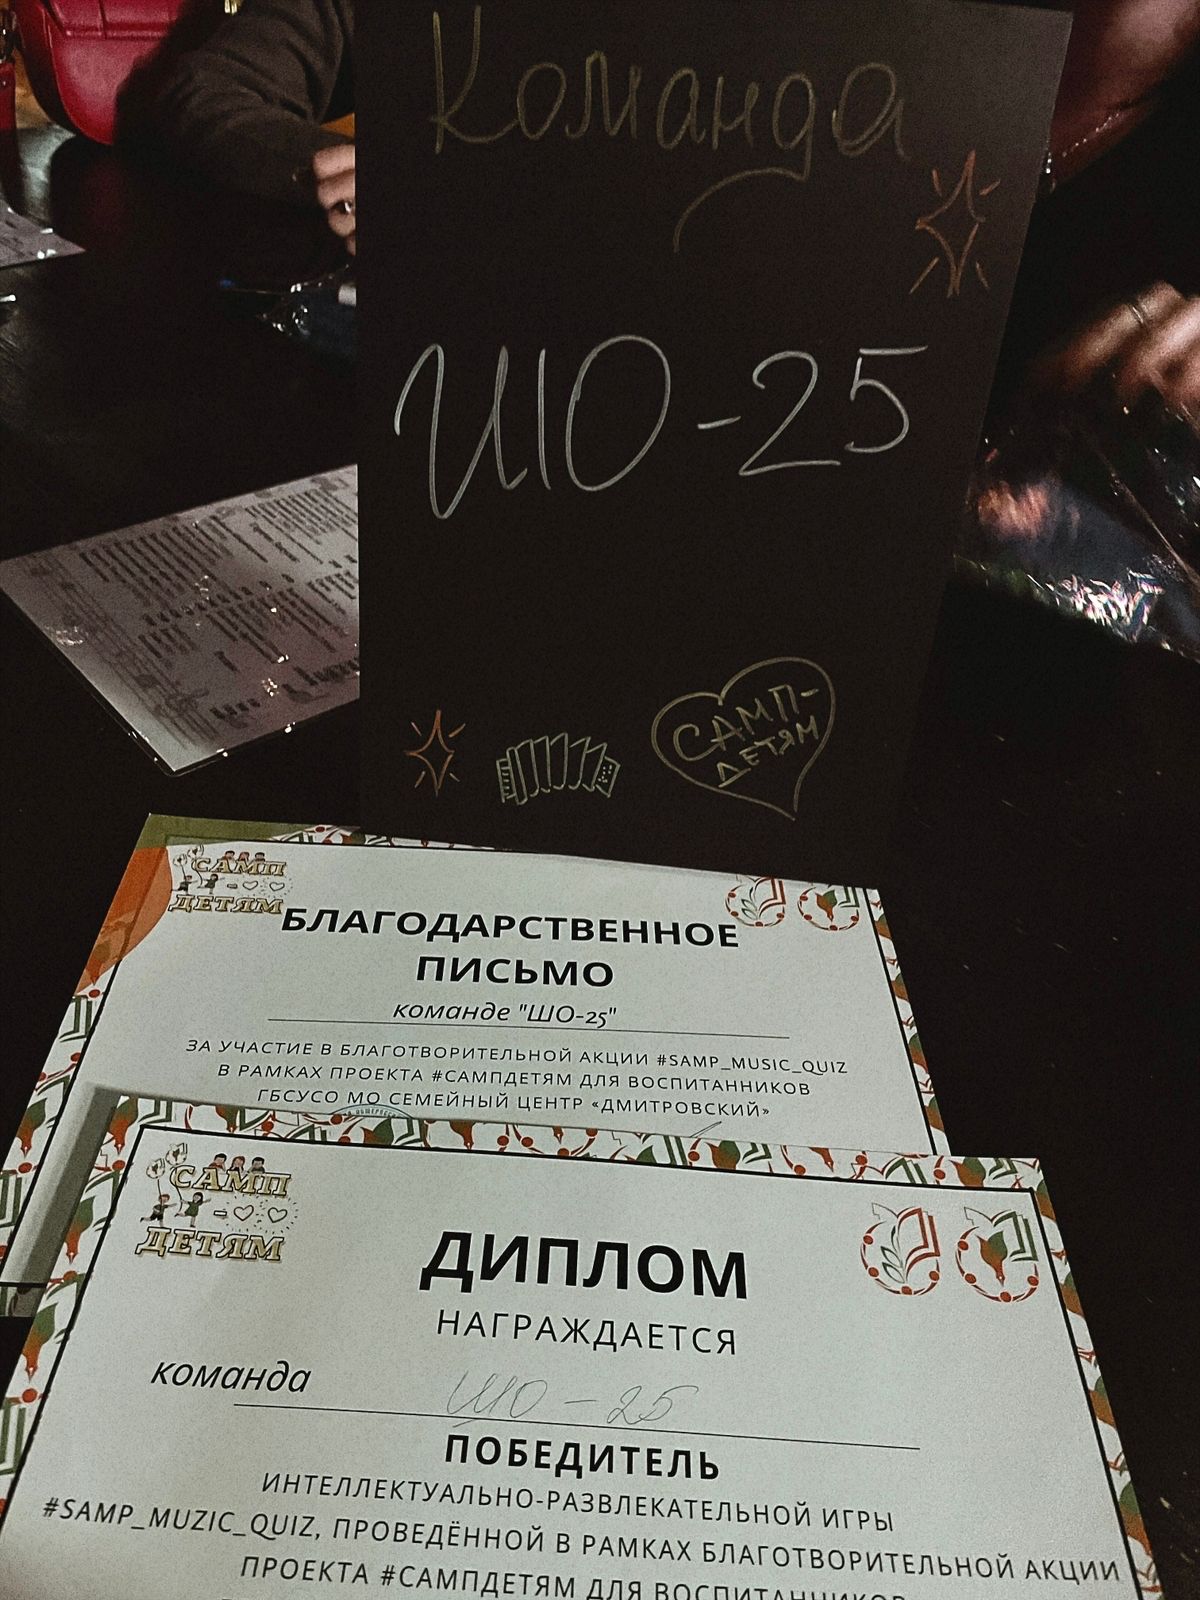 Команда
ШО-25
САМП-
ДЕТЯМ
САМП
ДЕТЯМ
БЛАГОДАРСТВЕННОЕ
ПИСЬМО
команде "ШО-25"
ЗА УЧАСТИЕ В БЛАГОТВОРИТЕЛЬНОЙ АКЦИИ #SAMP_MUSIC_QUIZ
В РАМКАХ ПРОЕКТА #САМПДЕТЯМ ДЛЯ ВОСПИТАННИКОВ
ГБСУСО МО СЕМЕЙНЫЙ ЦЕНТР «ДМИТРОВСКИЙ»
САМП
ДЕТЯМ
ДИПЛОМ
НАГРАЖДАЕТСЯ
команда ШО-25
ПОБЕДИТЕЛЬ
ИНТЕЛЛЕКТУАЛЬНО-РАЗВЛЕКАТЕЛЬНОЙ ИГРЫ
#SAMP_MUZIC_QUIZ, ПРОВЕДЁННОЙ В РАМКАХ БЛАГОТВОРИТЕЛЬНОЙ АКЦИИ
ПРОЕКТА #САМПДЕТЯМ ДЛЯ ВОСПИТАННИКОВ